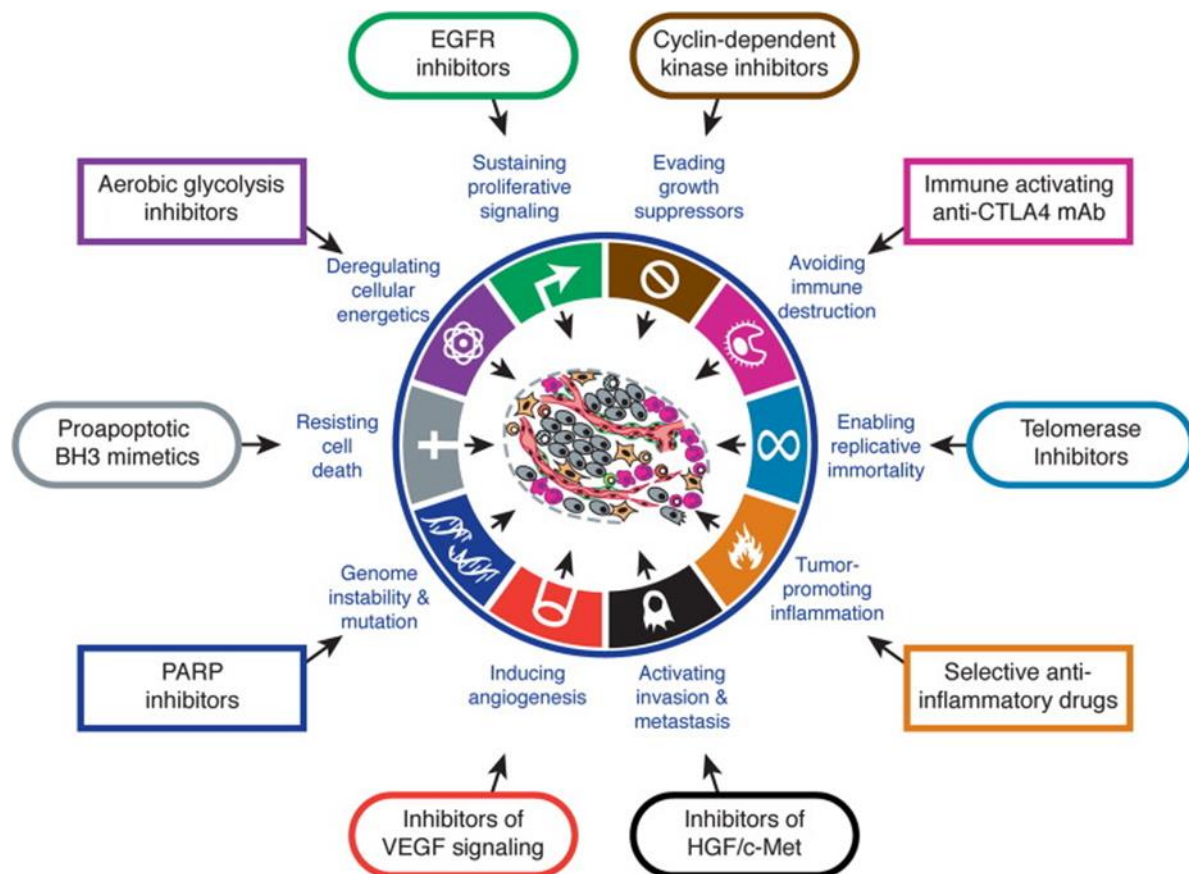 EGFR
inhibitors
Cyclin-dependent
kinase inhibitors
Sustaining
proliferative
signaling
Evading
growth
suppressors
Aerobic glycolysis
inhibitors
Immune activating
anti-CTLA4 mAb
Deregulating
cellular
energetics
Avoiding
immune
destruction
Proapoptotic
BH3 mimetics
Resisting
cell
death
Enabling
replicative
immortality
Telomerase
Inhibitors
Genome
instability &
mutation
Tumor-
promoting
inflammation
PARP
inhibitors
Inducing
angiogenesis
Activating
invasion &
metastasis
Selective anti-
inflammatory drugs
Inhibitors of
VEGF signaling
Inhibitors of
HGF/c-Met